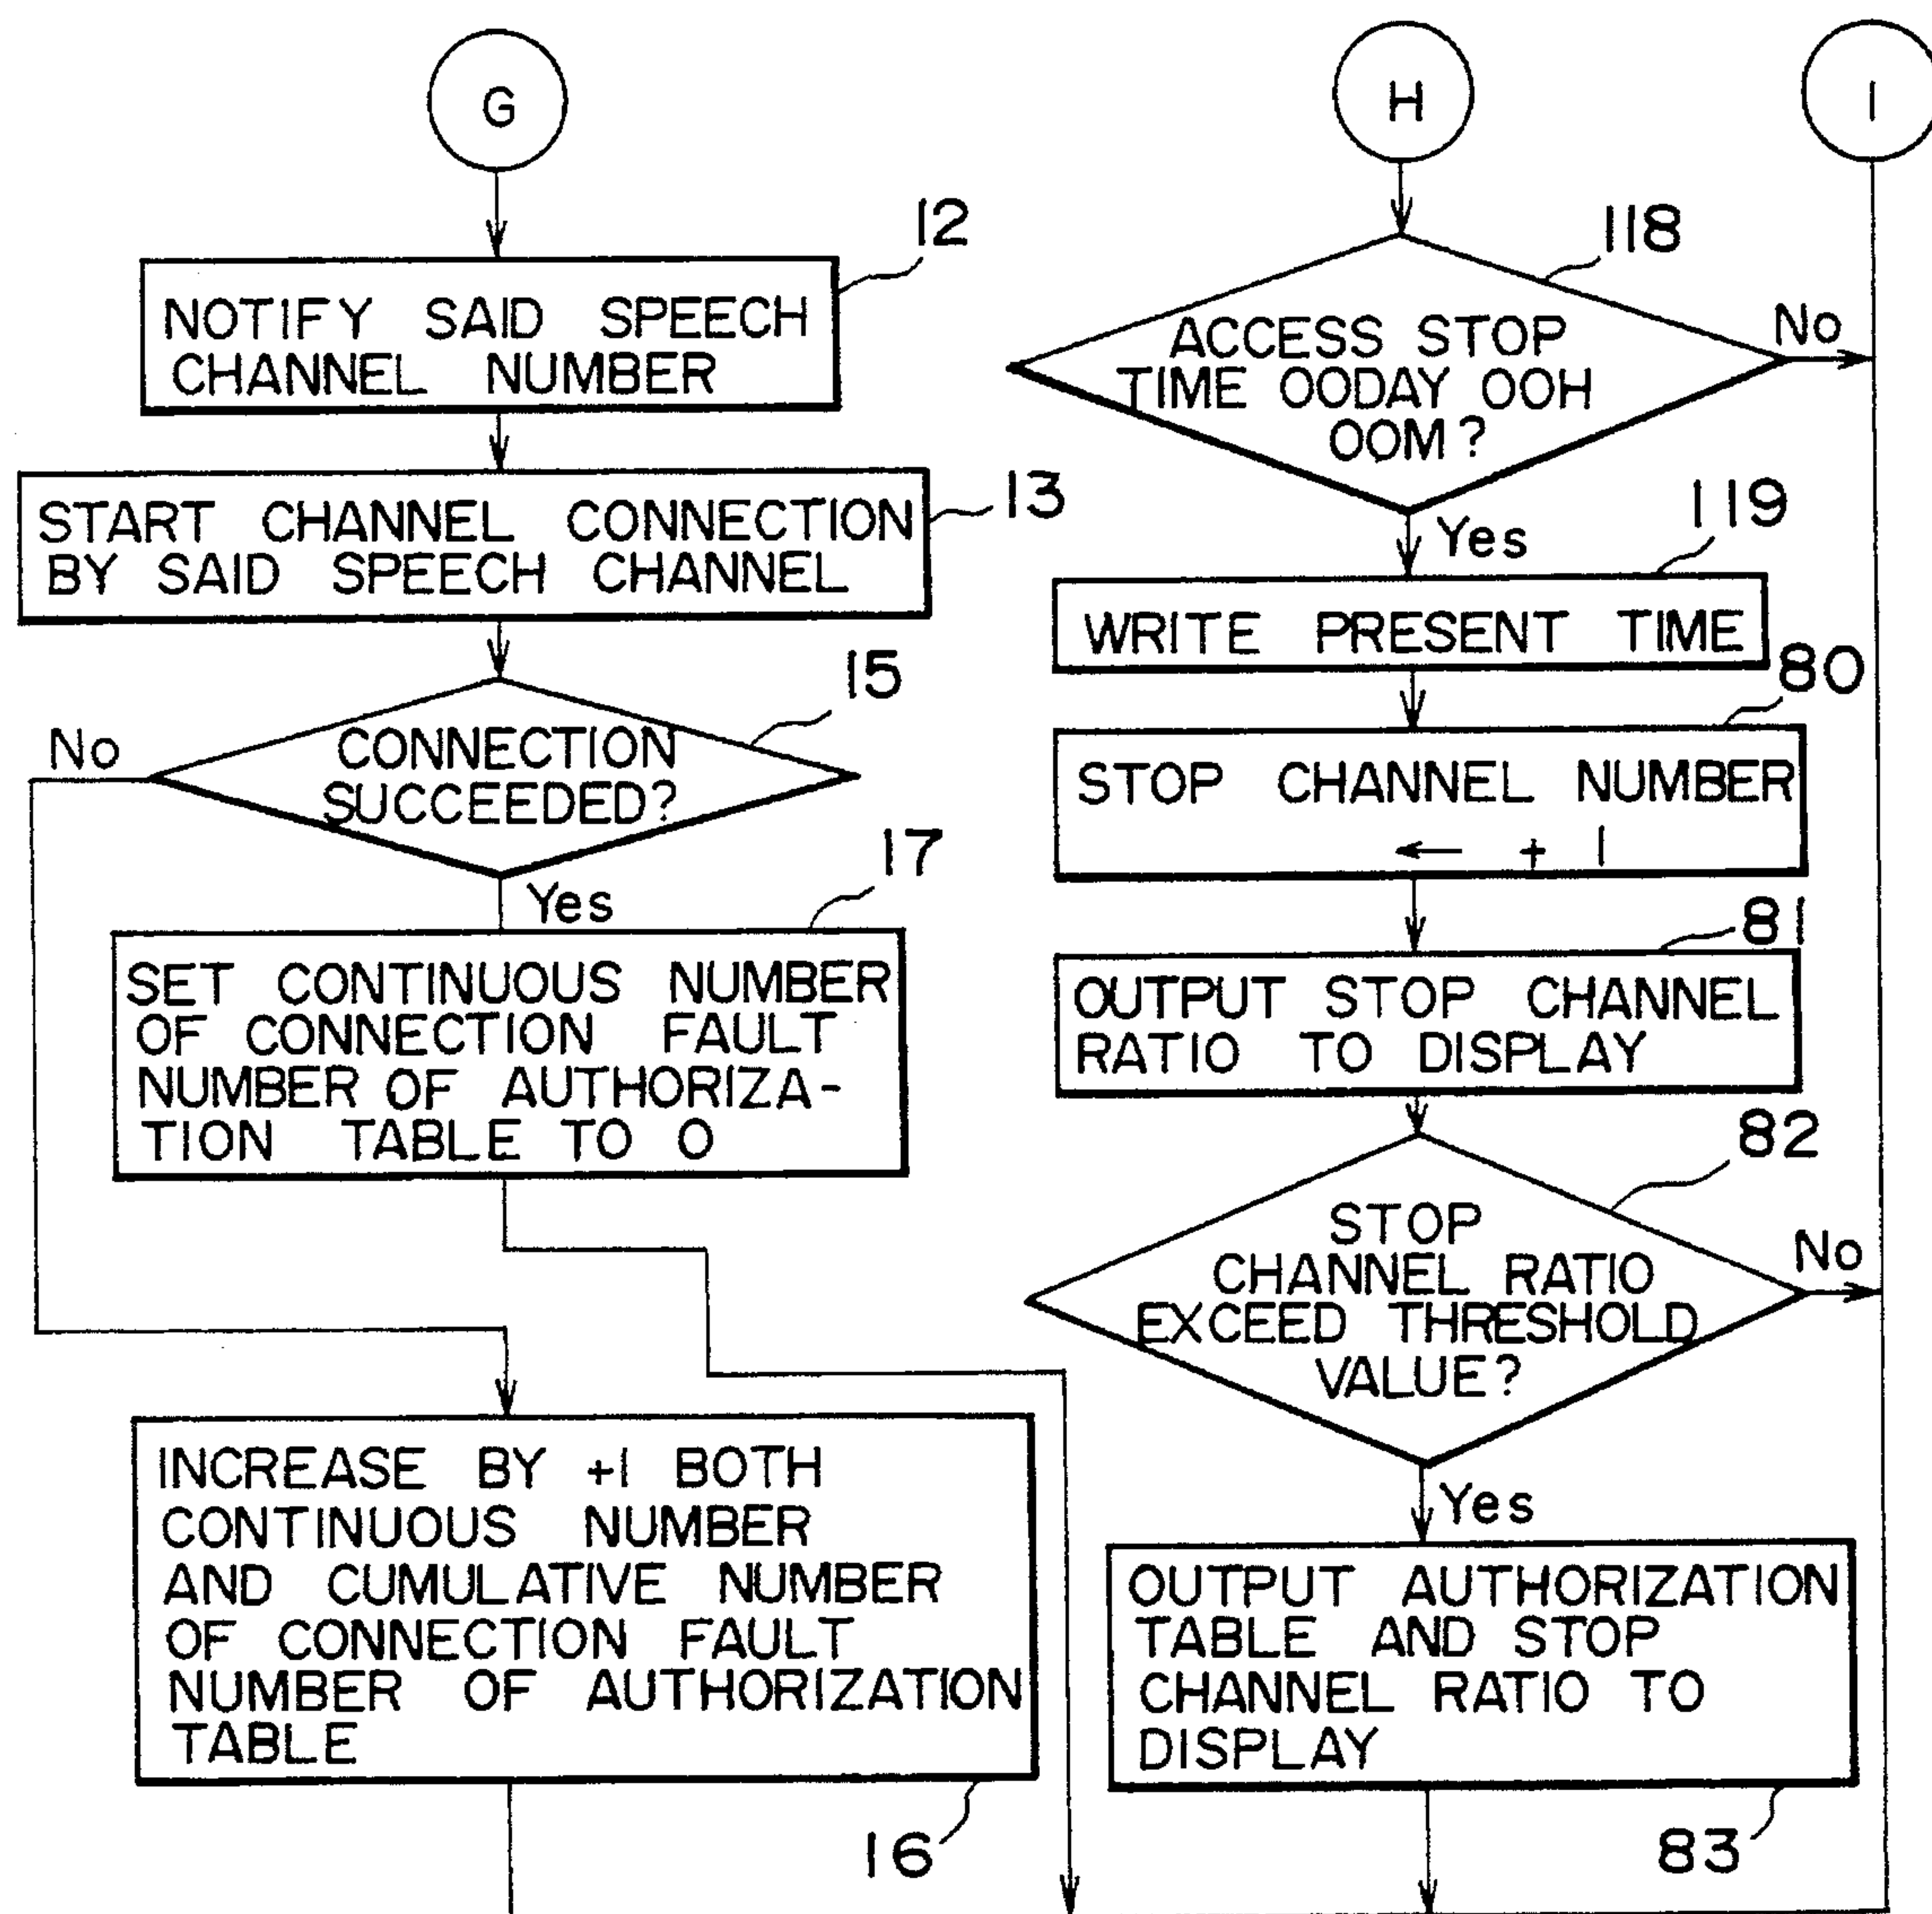 G
12
NOTIFY SAID SPEECH
CHANNEL NUMBER
13
START CHANNEL CONNECTION
BY SAID SPEECH CHANNEL
15
No
CONNECTION
SUCCEEDED?
Yes
17
SET CONTINUOUS NUMBER
OF CONNECTION FAULT
NUMBER OF AUTHORIZA-
TION TABLE TO 0
INCREASE BY +1 BOTH
CONTINUOUS NUMBER
AND CUMULATIVE NUMBER
OF CONNECTION FAULT
NUMBER OF AUTHORIZATION
TABLE
16
H
118
ACCESS STOP
TIME OODAY OOH
OOM?
No
Yes
119
WRITE PRESENT TIME
80
STOP CHANNEL NUMBER
← + 1
81
OUTPUT STOP CHANNEL
RATIO TO DISPLAY
82
STOP
CHANNEL RATIO
EXCEED THRESHOLD
VALUE?
No
Yes
OUTPUT AUTHORIZATION
TABLE AND STOP
CHANNEL RATIO TO
DISPLAY
83
I